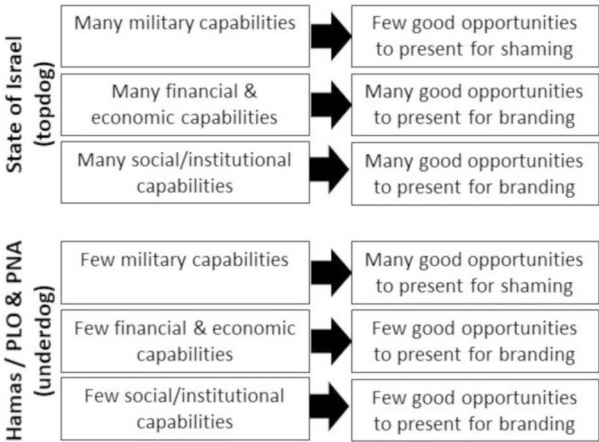 State of Israel
(topdog)
Many military capabilities
Few good opportunities
to present for shaming
Many financial &
economic capabilities
Many good opportunities
to present for branding
Many social/institutional
capabilities
Many good opportunities
to present for branding
Hamas / PLO & PNA
(underdog)
Few military capabilities
Many good opportunities
to present for shaming
Few financial & economic
capabilities
Few good opportunities
to present for branding
Few social/institutional
capabilities
Few good opportunities
to present for branding